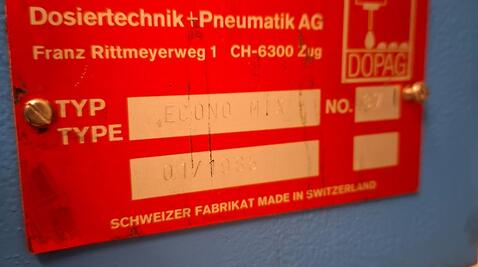 Dosiertechnik+Pneumatik AG
Franz Rittmeyerweg 1 CH-6300 Zug
DOPAG
TYP
TYPE
ECONO MIX
NO.
SCHWEIZER FABRIKAT MADE IN SWITZERLAND